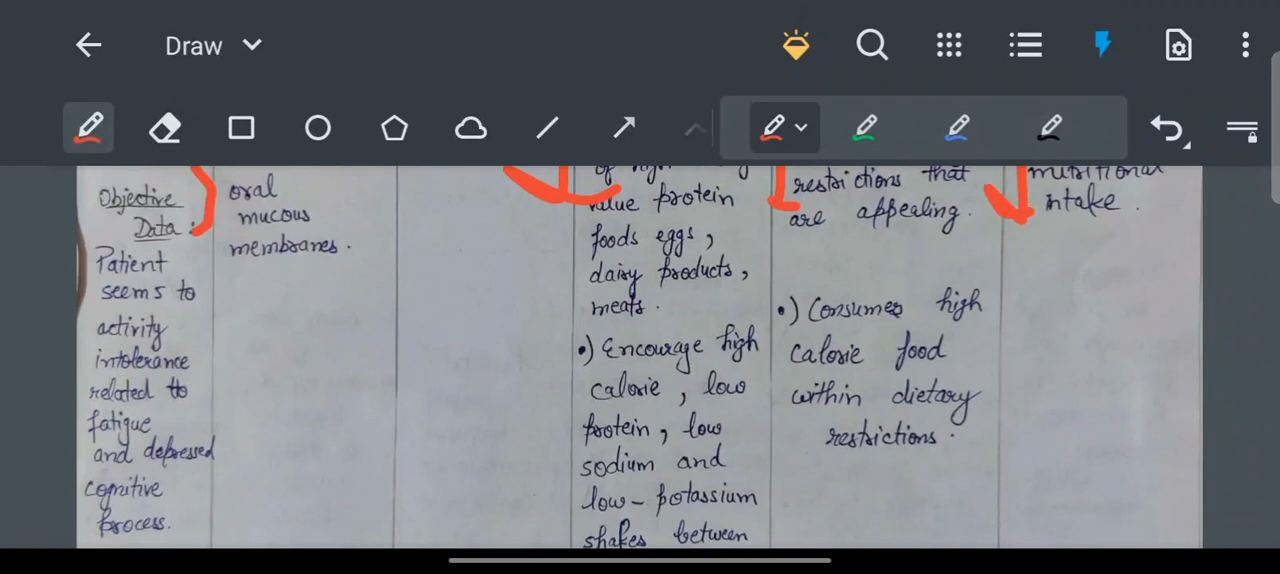 Draw
Objective
Data :
Patient
seems to
activity
intolerance
related to
fatigue
and depressed
cognitive
process.
oral
mucous
membranes.
of
value protein
foods eggs,
dairy products,
meats.
•) Encourage high
calorie, low
protein, low
sodium and
low-potassium
shakes between
restrictions that
are appealing.
•) Consumes high
calorie food
within dietary
restrictions.
nutritional
intake.